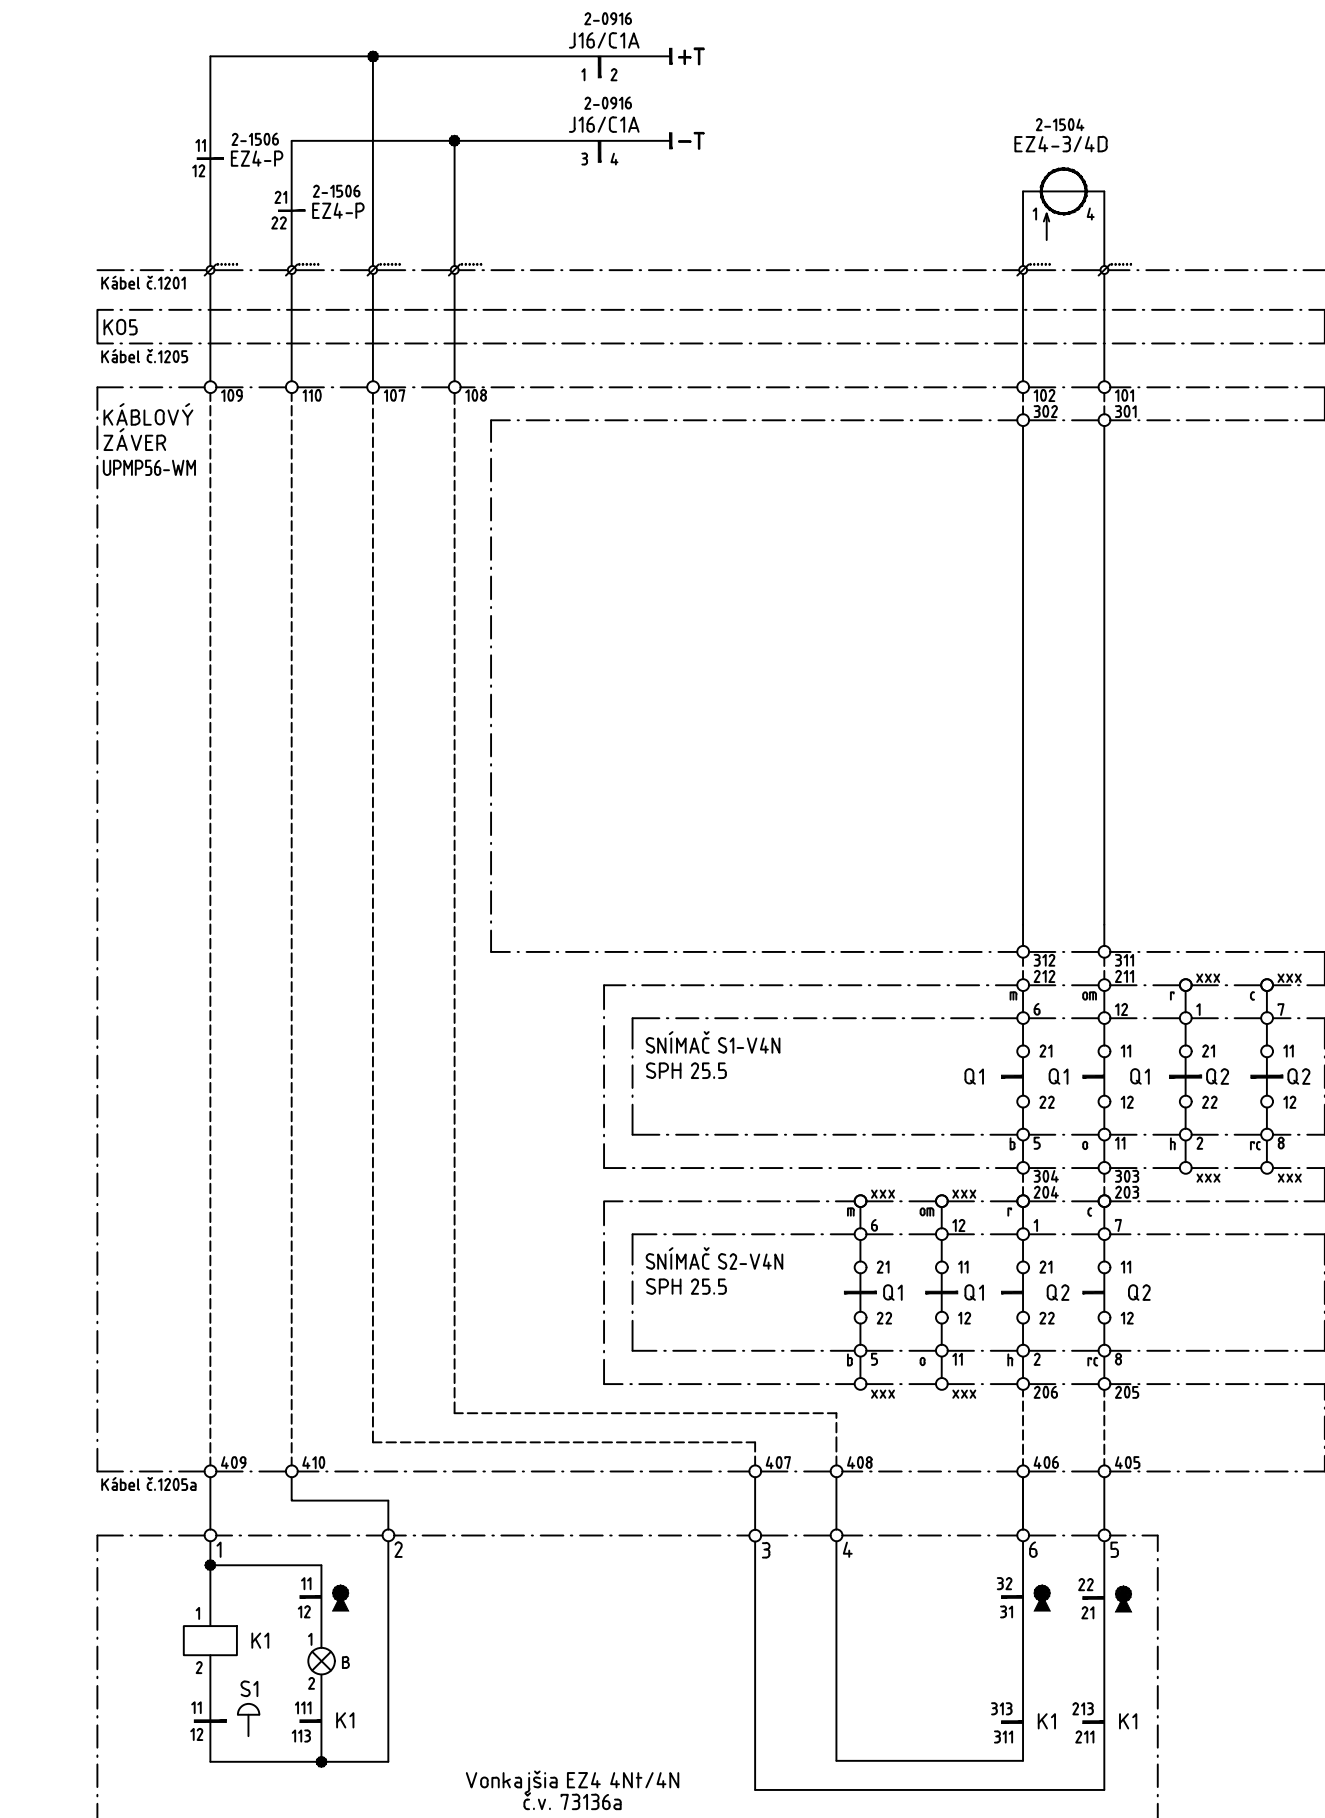 2-0916
J16/C1A
+T
1 2
2-0916
J16/C1A
-T
3 4
2-1504
EZ4-3/4D
1 4
11 2-1506
12 EZ4-P
21 2-1506
22 EZ4-P
Kábel č.1201
KO5
Kábel č.1205
109 110 107 108 102 101
302 301
KÁBLOVÝ
ZÁVER
UPMP56-WM
312 311
212 211 xxx xxx
m om r c
6 12 1 7
SNÍMAČ S1-V4N
SPH 25.5
21 11 21 11
Q1 Q1 Q1 Q2 Q2
22 12 22 12
b 5 o 11 h 2 rc 8
304 303 xxx xxx
xxx xxx 204 203
m om r c
6 12 1 7
SNÍMAČ S2-V4N
SPH 25.5
21 11 21 11
Q1 Q1 Q2 Q2
22 12 22 12
b 5 o 11 h 2 rc 8
xxx xxx 206 205
409 410 407 408 406 405
Kábel č.1205a
1 2 3 4 6 5
11 32 22
12 31 21
1 K1
2
1 B
2
S1
11
12
111 K1
113
313 K1
311
213 K1
211
Vonkajšia EZ4 4Nt/4N
č.v. 73136a